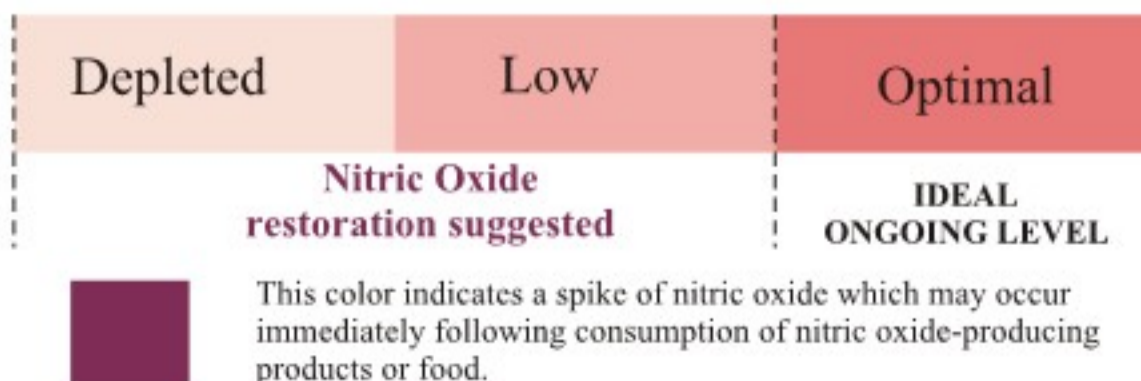 Depleted Low Optimal
Nitric Oxide
restoration suggested
IDEAL
ONGOING LEVEL
This color indicates a spike of nitric oxide which may occur
immediately following consumption of nitric oxide-producing
products or food.